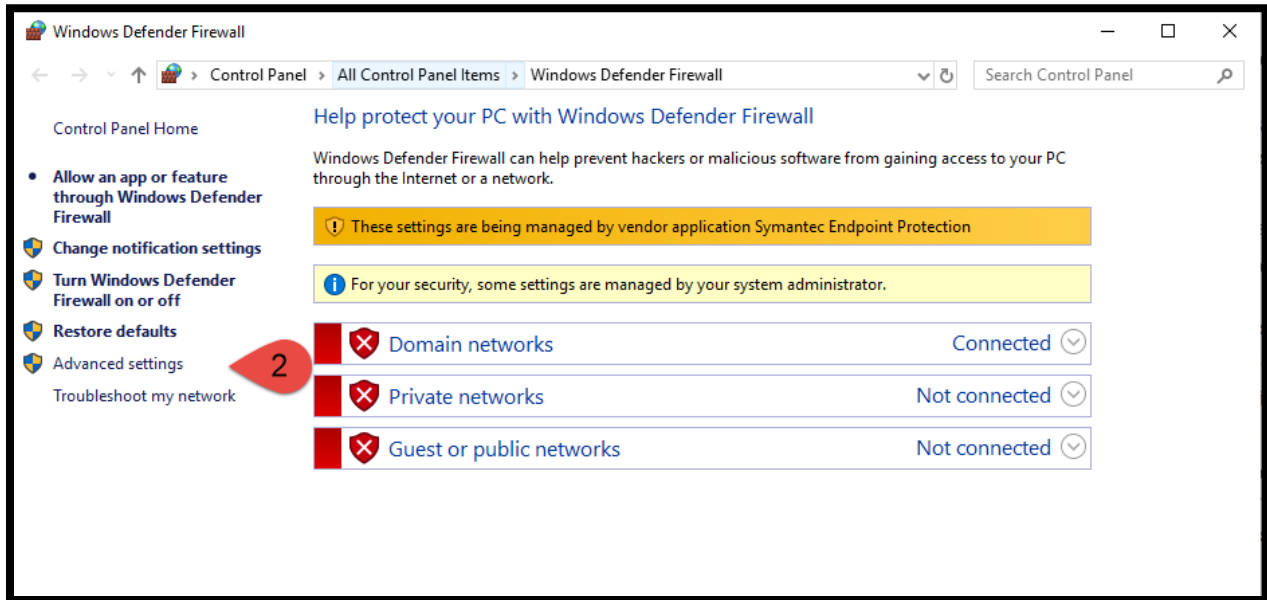 Windows Defender Firewall
Control Panel > All Control Panel Items > Windows Defender Firewall
Search Control Panel
Control Panel Home
Allow an app or feature
through Windows Defender
Firewall
Change notification settings
Turn Windows Defender
Firewall on or off
Restore defaults
Advanced settings
2
Troubleshoot my network
Help protect your PC with Windows Defender Firewall
Windows Defender Firewall can help prevent hackers or malicious software from gaining access to your PC
through the Internet or a network.
These settings are being managed by vendor application Symantec Endpoint Protection
For your security, some settings are managed by your system administrator.
Domain networks Connected
Private networks Not connected
Guest or public networks Not connected